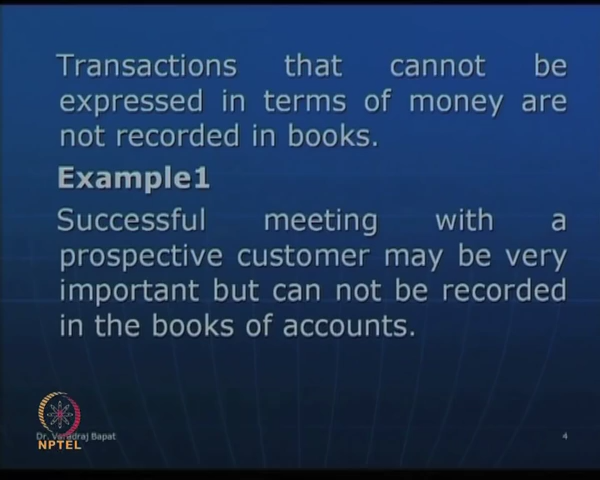 Transactions that cannot be
expressed in terms of money are
not recorded in books.
Example1
Successful meeting with a
prospective customer may be very
important but can not be recorded
in the books of accounts.
Dr. Varadraj Bapat
NPTEL
4